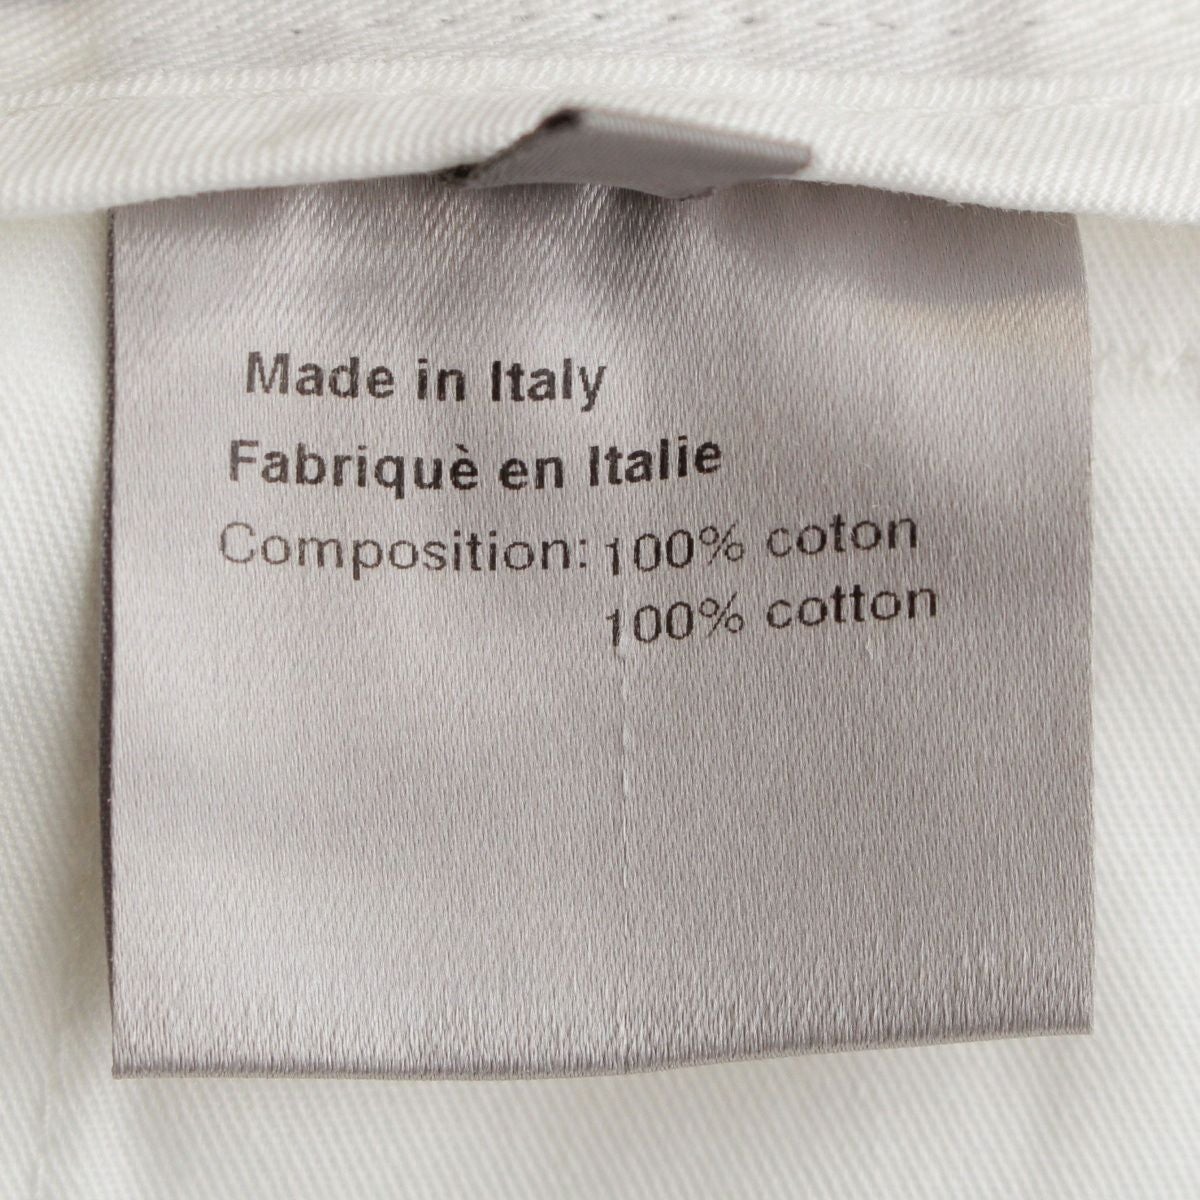 Made in Italy
Fabriquè en Italie
Composition: 100% coton
100% cotton